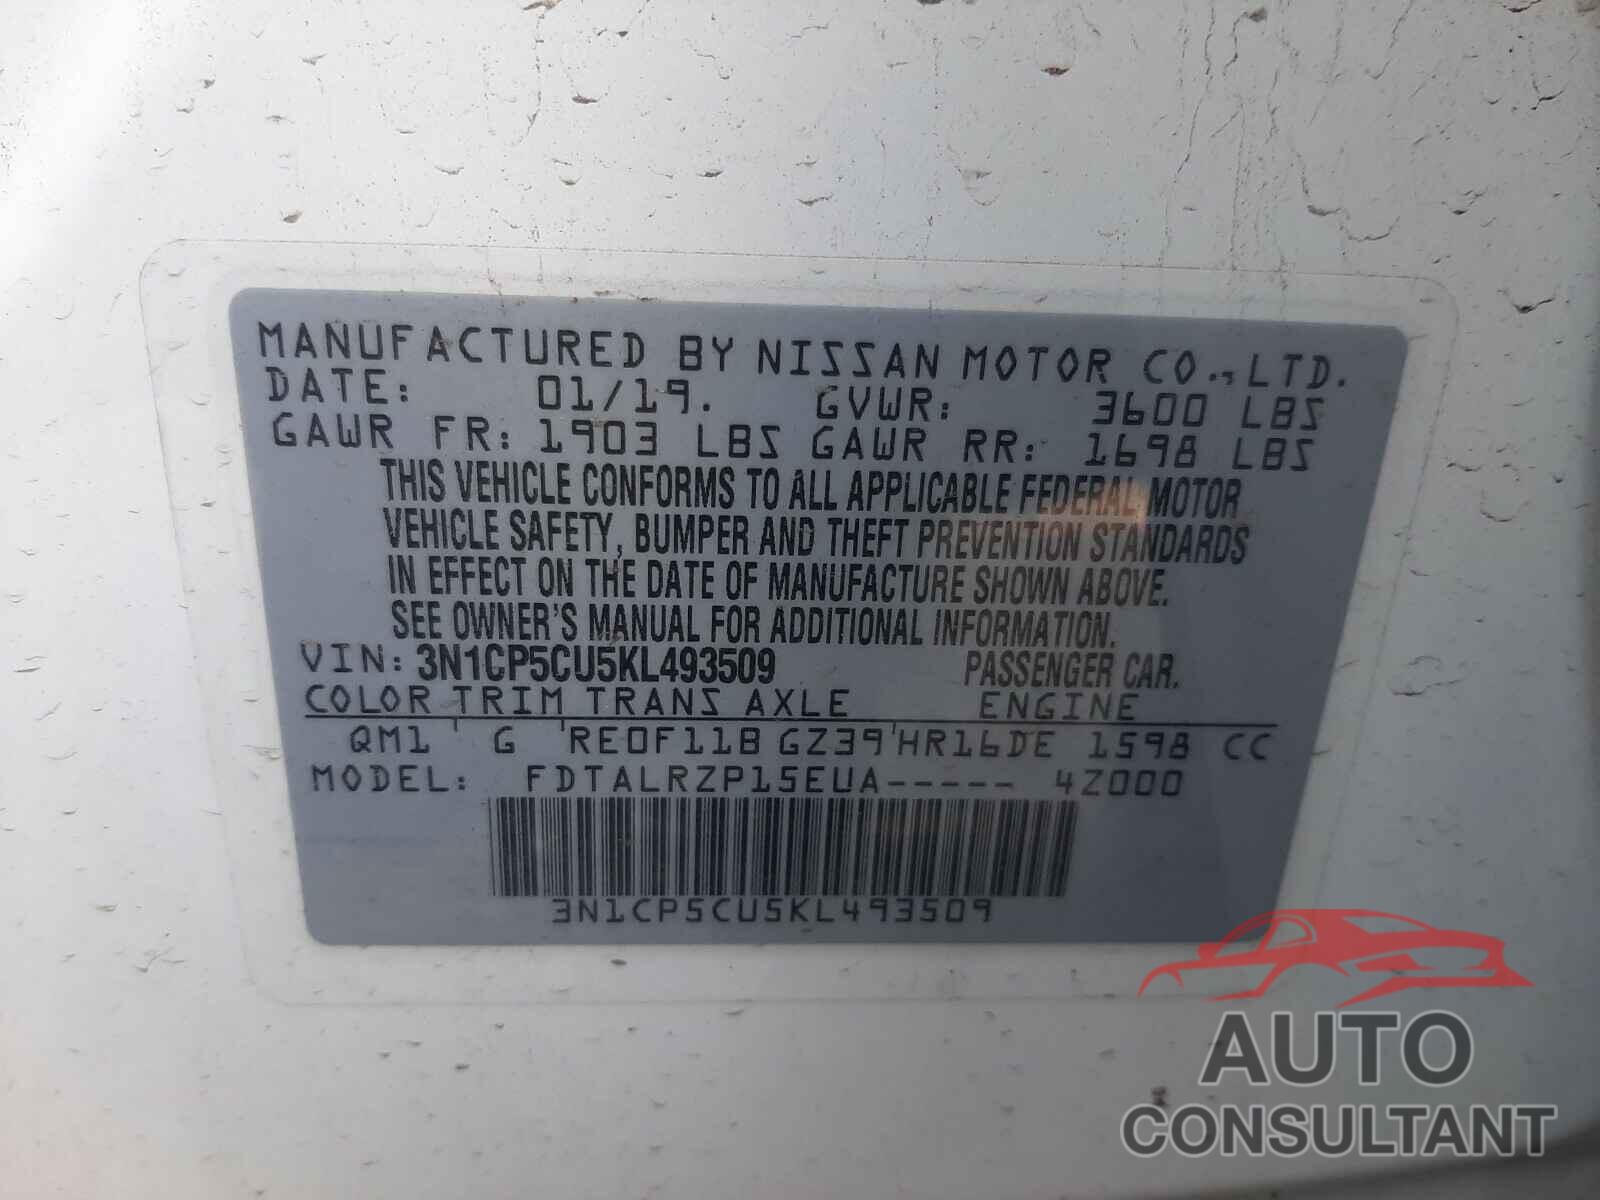 MANUFACTURED BY NISSAN MOTOR CO., LTD.
DATE: 01/19. GVWR: 3600 LBS
GAWR FR: 1903 LBS GAWR RR: 1698 LBS
THIS VEHICLE CONFORMS TO ALL APPLICABLE FEDERAL MOTOR
VEHICLE SAFETY, BUMPER AND THEFT PREVENTION STANDARDS
IN EFFECT ON THE DATE OF MANUFACTURE SHOWN ABOVE.
SEE OWNER'S MANUAL FOR ADDITIONAL INFORMATION.
VIN: 3N1CP5CU5KL493509 PASSENGER CAR.
COLOR TRIM TRANS AXLE ENGINE
QM1 ' G ' RE0F11B GZ39 ' HR16DE 1598 CC
MODEL: FDTALRZP15EUA----- 4Z000
3N1CP5CU5KL493509
AUTO
CONSULTANT